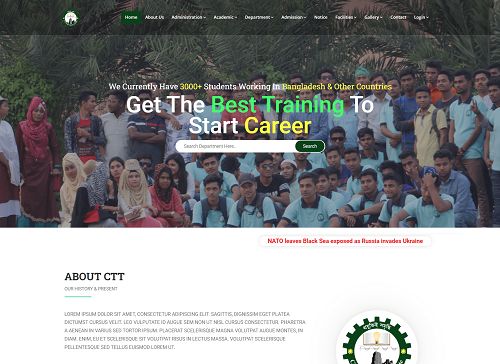 Home About Us Administration Academic Department Admission Notice Facilities Gallery Contact Login
We Currently Have 3000+ Students Working In Bangladesh & Other Countries
Get The Best Training To
Start Career
Search Department Here.. Search
NATO leaves Black Sea exposed as Russia invades Ukraine
ABOUT CTT
OUR HISTORY & PRESENT
LOREM IPSUM DOLOR SIT AMET, CONSECTETUR ADIPISCING ELIT. SAGITTIS, DIGNISSIM EGET PLATEA
DICTUMST CURSUS VELIT. LEO VULPUTATE ID AUGUE SEM NON UT NISL CURSUS CONSECTETUR. PHARETRA
A AENEAN IN VARIUS SED TORTOR IPSUM. PLACERAT SCELERISQUE MAGNA VOLUTPAT AUGUE MONTES, IN
DIAM. ENIM, EU ET SCELERISQUE SIT VOLUTPAT RISUS IN LECTUS MASSA. VOLUTPAT SCELERISQUE
PELLENTESQUE SED TELLUS EUISMOD LOREM UT.